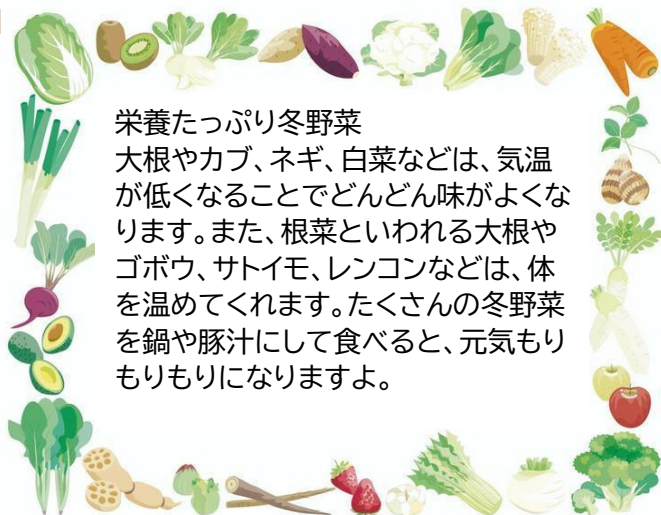 栄養たっぷり冬野菜
大根やカブ、ネギ、白菜などは、気温
が低くなることでどんどん味がよくな
ります。また、根菜といわれる大根や
ゴボウ、サトイモ、レンコンなどは、体
を温めてくれます。たくさんの冬野菜
を鍋や豚汁にして食べると、元気もり
もりもりになりますよ。